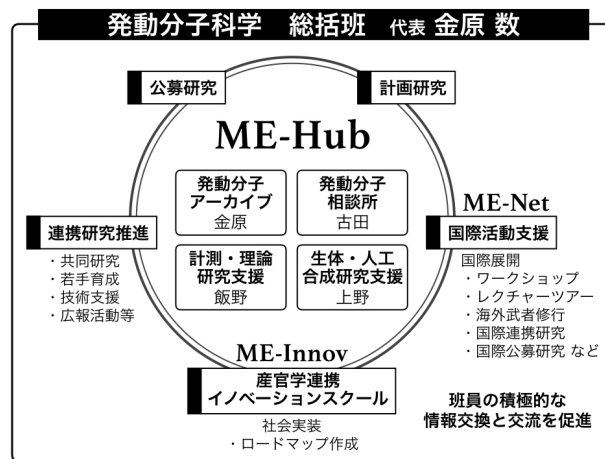 発動分子科学 総括班 代表 金原 数
公募研究
計画研究
ME-Hub
発動分子
アーカイブ
金原
発動分子
相談所
古田
計測・理論
研究支援
飯野
生体・人工
合成研究支援
上野
連携研究推進
・共同研究
・若手育成
・技術支援
・広報活動等
ME-Net
国際活動支援
国際展開
・ワークショップ
・レクチャーツアー
・海外武者修行
・国際連携研究
・国際公募研究 など
ME-Innov
産官学連携
イノベーションスクール
社会実装
・ロードマップ作成
班員の積極的な
情報交換と交流を促進